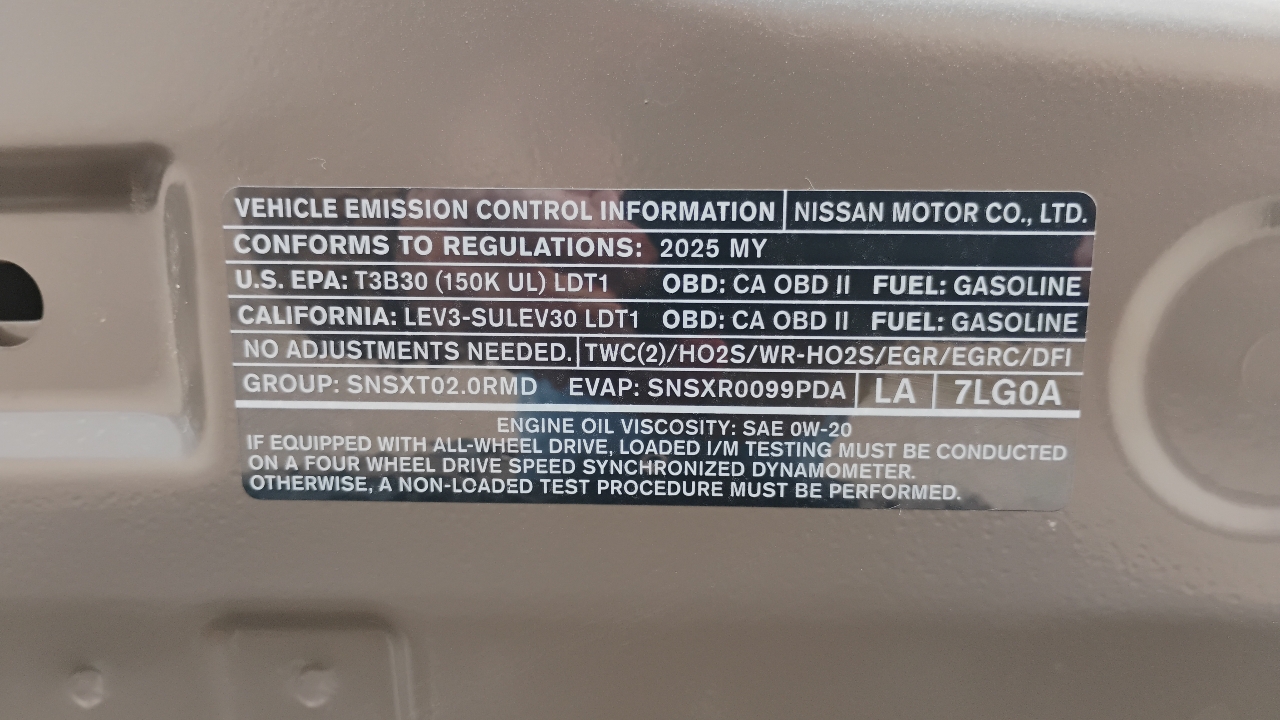 VEHICLE EMISSION CONTROL INFORMATION NISSAN MOTOR CO., LTD.
CONFORMS TO REGULATIONS: 2025 MY
U.S. EPA: T3B30 (150K UL) LDT1 OBD: CA OBD II FUEL: GASOLINE
CALIFORNIA: LEV3-SULEV30 LDT1 OBD: CA OBD II FUEL: GASOLINE
NO ADJUSTMENTS NEEDED. TWC(2)/HO2S/WR-HO2S/EGR/EGRC/DFI
GROUP: SNSXT02.0RMD EVAP: SNSXR0099PDA LA 7LG0A
ENGINE OIL VISCOSITY: SAE 0W-20
IF EQUIPPED WITH ALL-WHEEL DRIVE, LOADED I/M TESTING MUST BE CONDUCTED
ON A FOUR WHEEL DRIVE SPEED SYNCHRONIZED DYNAMOMETER.
OTHERWISE, A NON-LOADED TEST PROCEDURE MUST BE PERFORMED.